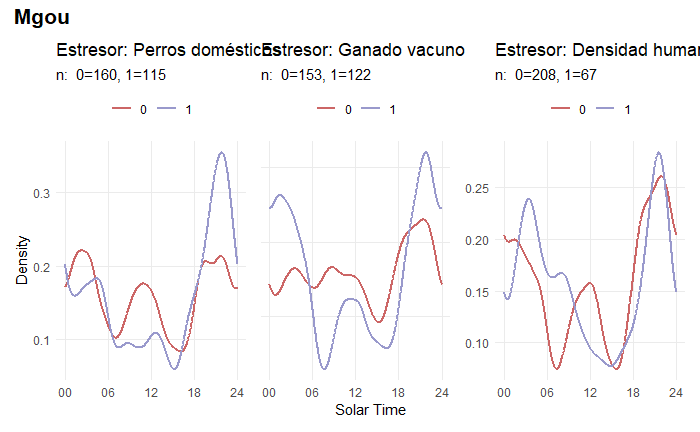 Mgou
Estresor: Perros domésticos
n:  0=160, 1=115
0 1
Estresor: Ganado vacuno
n:  0=153, 1=122
0 1
Estresor: Densidad human
n:  0=208, 1=67
0 1
Density
0.3
0.2
0.1
00 06 12 18 24
00 06 12 18 24
0.25
0.20
0.15
0.10
00 06 12 18 24
Solar Time